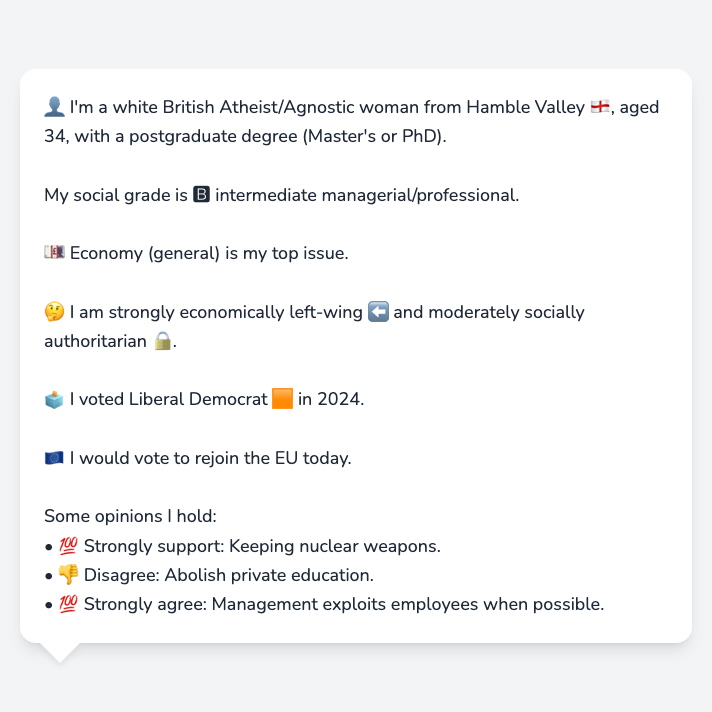 👤 I'm a white British Atheist/Agnostic woman from Hamble Valley 🏴󠁧󠁢󠁥󠁮󠁧󠁿, aged
34, with a postgraduate degree (Master's or PhD).
My social grade is 🅱 intermediate managerial/professional.
💷 Economy (general) is my top issue.
🤔 I am strongly economically left-wing ⬅️ and moderately socially
authoritarian 🔒.
🗳️ I voted Liberal Democrat 🟧 in 2024.
🇪🇺 I would vote to rejoin the EU today.
Some opinions I hold:
• 💯 Strongly support: Keeping nuclear weapons.
• 👎 Disagree: Abolish private education.
• 💯 Strongly agree: Management exploits employees when possible.